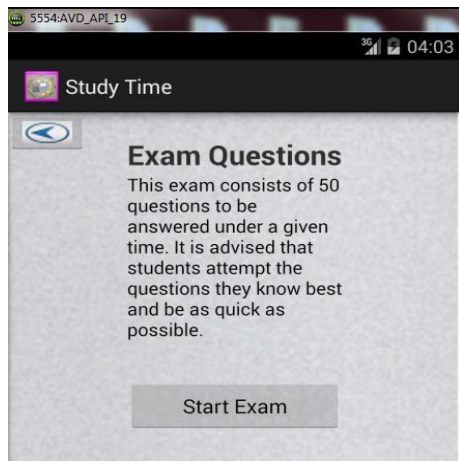 5554:AVD_API_19
3G 04:03
Study Time
Exam Questions
This exam consists of 50
questions to be
answered under a given
time. It is advised that
students attempt the
questions they know best
and be as quick as
possible.
Start Exam